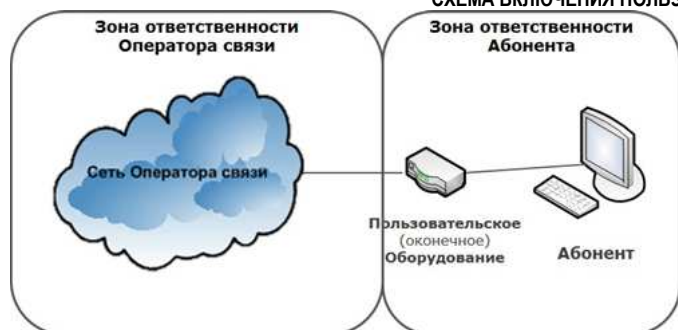 СХЕМА ВКЛЮЧЕНИЯ
Зона ответственности
Оператора связи
Зона ответственности
Абонента
Сеть Оператора связи
Пользовательское
(оконечное)
Оборудование
Абонент